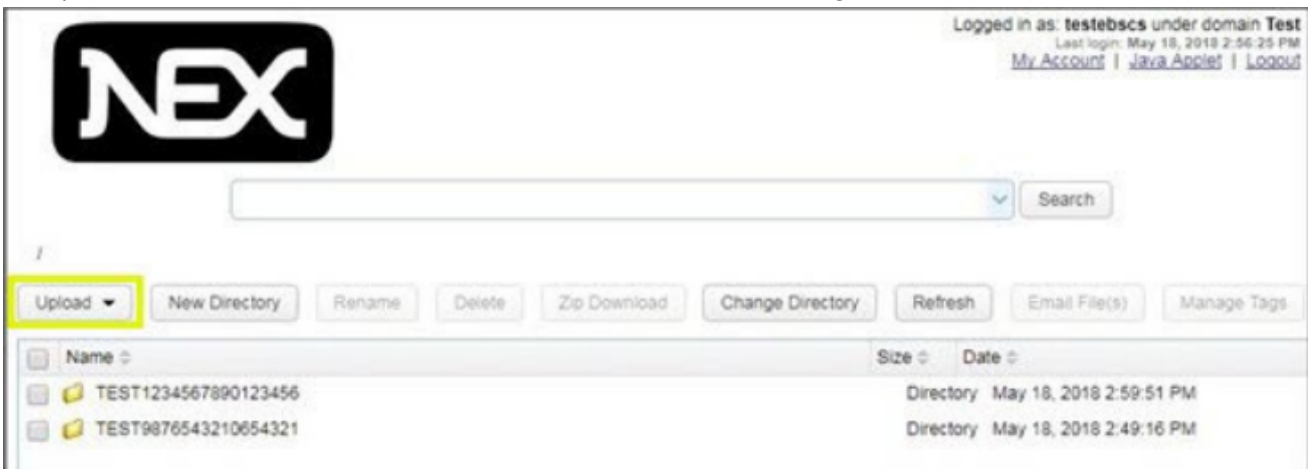 Logged in as: testebscs under domain Test
Last login: May 18, 2018 2:56:25 PM
My Account | Java Applet | Logout
NEX
Search
/
Upload New Directory Rename Delete Zip Download Change Directory Refresh Email File(s) Manage Tags
Name Size Date
TEST1234567890123456 Directory May 18, 2018 2:59:51 PM
TEST9876543210654321 Directory May 18, 2018 2:49:16 PM